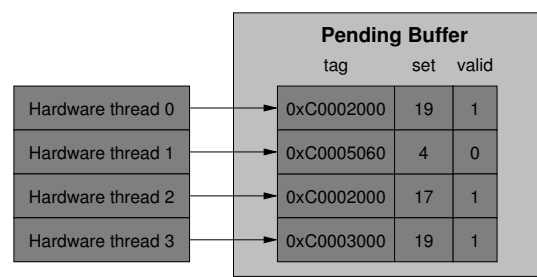 Pending Buffer
tag set valid
Hardware thread 0 0xC0002000 19 1
Hardware thread 1 0xC0005060 4 0
Hardware thread 2 0xC0002000 17 1
Hardware thread 3 0xC0003000 19 1